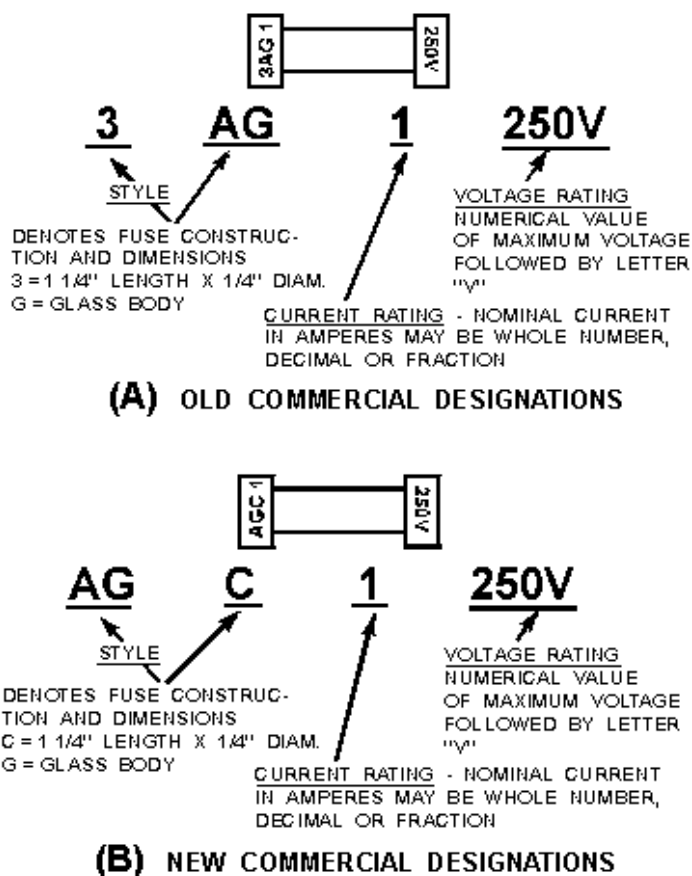 3AG 1
250V
3 AG 1 250V
STYLE
DENOTES FUSE CONSTRUC-
TION AND DIMENSIONS
3 = 1 1/4" LENGTH X 1/4" DIAM.
G = GLASS BODY
VOLTAGE RATING
NUMERICAL VALUE
OF MAXIMUM VOLTAGE
FOLLOWED BY LETTER
"V"
CURRENT RATING - NOMINAL CURRENT
IN AMPERES MAY BE WHOLE NUMBER,
DECIMAL OR FRACTION
(A) OLD COMMERCIAL DESIGNATIONS
AGC 1
250V
AG C 1 250V
STYLE
DENOTES FUSE CONSTRUC-
TION AND DIMENSIONS
C = 1 1/4" LENGTH X 1/4" DIAM.
G = GLASS BODY
VOLTAGE RATING
NUMERICAL VALUE
OF MAXIMUM VOLTAGE
FOLLOWED BY LETTER
"V"
CURRENT RATING - NOMINAL CURRENT
IN AMPERES MAY BE WHOLE NUMBER,
DECIMAL OR FRACTION
(B) NEW COMMERCIAL DESIGNATIONS